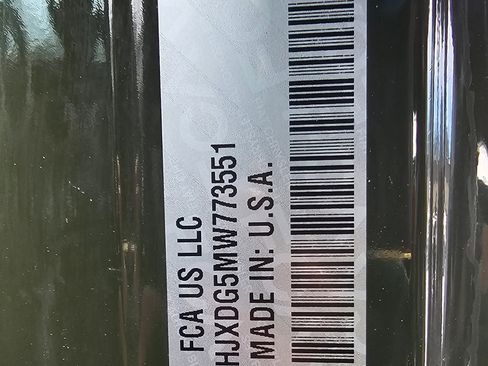 FCA US LLC
HJXDG5MW773551
MADE IN: U.S.A.